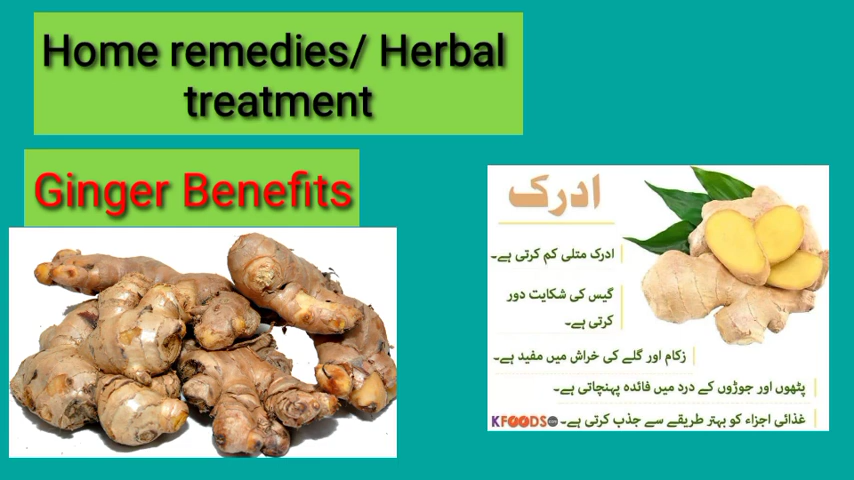 Home remedies/ Herbal
treatment
Ginger Benefits
ادرک
ادرک متلی کم کرتی ہے۔
گیس کی شکایت دور
کرتی ہے۔
زکام اور گلے کی خراش میں مفید ہے۔
پٹھوں اور جوڑوں کے درد میں فائدہ پہنچاتی ہے۔
غذائی اجزاء کو بہتر طریقے سے جذب کرتی ہے۔
KFOODS.com